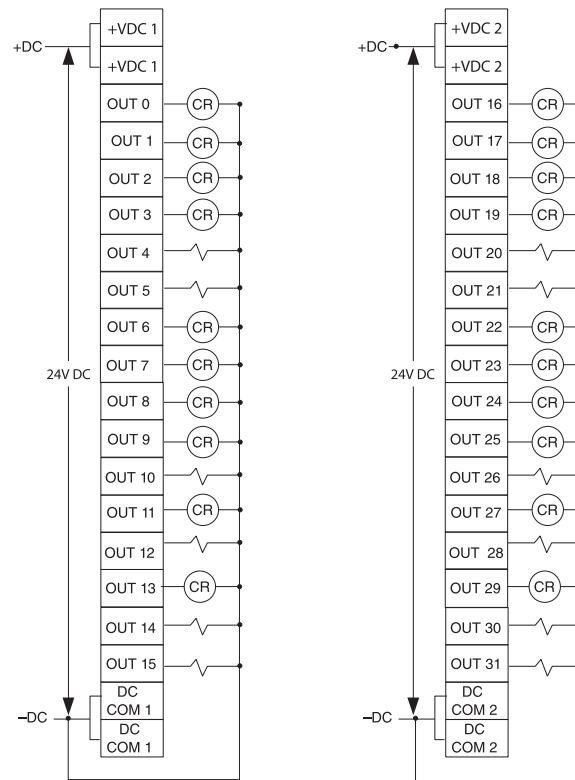 +VDC 1
+DC
+VDC 1
OUT 0 CR
OUT 1 CR
OUT 2 CR
OUT 3 CR
OUT 4
OUT 5
OUT 6 CR
OUT 7 CR
24V DC
OUT 8 CR
OUT 9 CR
OUT 10
OUT 11 CR
OUT 12
OUT 13 CR
OUT 14
OUT 15
DC
COM 1
–DC
DC
COM 1
+VDC 2
+DC
+VDC 2
OUT 16 CR
OUT 17 CR
OUT 18 CR
OUT 19 CR
OUT 20
OUT 21
OUT 22 CR
OUT 23 CR
24V DC
OUT 24 CR
OUT 25 CR
OUT 26
OUT 27 CR
OUT 28
OUT 29 CR
OUT 30
OUT 31
DC
COM 2
–DC
DC
COM 2